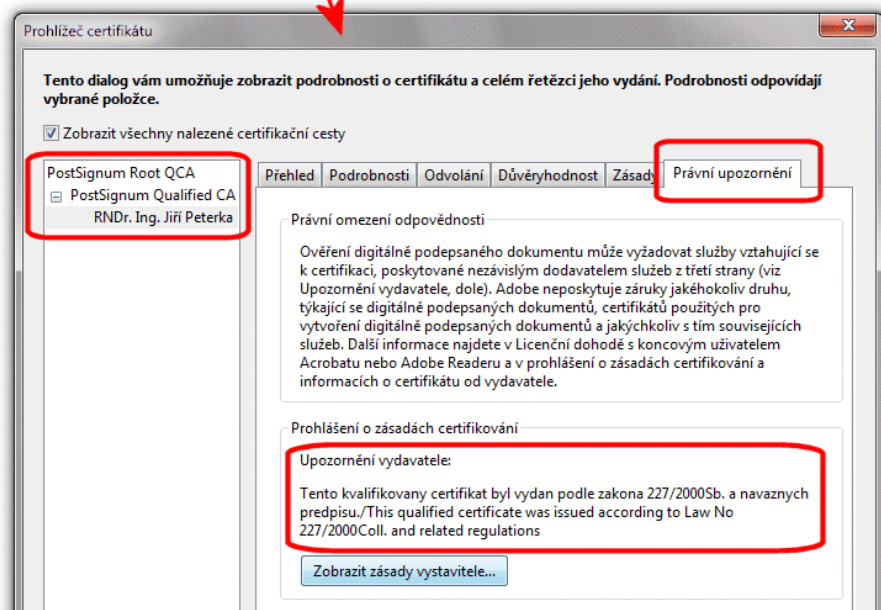 Prohlížeč certifikátu
Tento dialog vám umožňuje zobrazit podrobnosti o certifikátu a celém řetězci jeho vydání. Podrobnosti odpovídají
vybrané položce.
Zobrazit všechny nalezené certifikační cesty
PostSignum Root QCA
PostSignum Qualified CA
RNDr. Ing. Jiří Peterka
Přehled Podrobnosti Odvolání Důvěryhodnost Zásady Právní upozornění
Právní omezení odpovědnosti
Ověření digitálně podepsaného dokumentu může vyžadovat služby vztahující se
k certifikaci, poskytované nezávislým dodavatelem služeb z třetí strany (viz
Upozornění vydavatele, dole). Adobe neposkytuje záruky jakéhokoliv druhu,
týkající se digitálně podepsaných dokumentů, certifikátů použitých pro
vytvoření digitálně podepsaných dokumentů a jakýchkoliv s tím souvisejících
služeb. Další informace najdete v Licenční dohodě s koncovým uživatelem
Acrobatu nebo Adobe Readeru a v prohlášení o zásadách certifikování a
informacích o certifikátu od vydavatele.
Prohlášení o zásadách certifikování
Upozornění vydavatele:
Tento kvalifikovany certifikat byl vydan podle zakona 227/2000Sb. a navaznych
predpisu./This qualified certificate was issued according to Law No
227/2000Coll. and related regulations
Zobrazit zásady vystavitele...